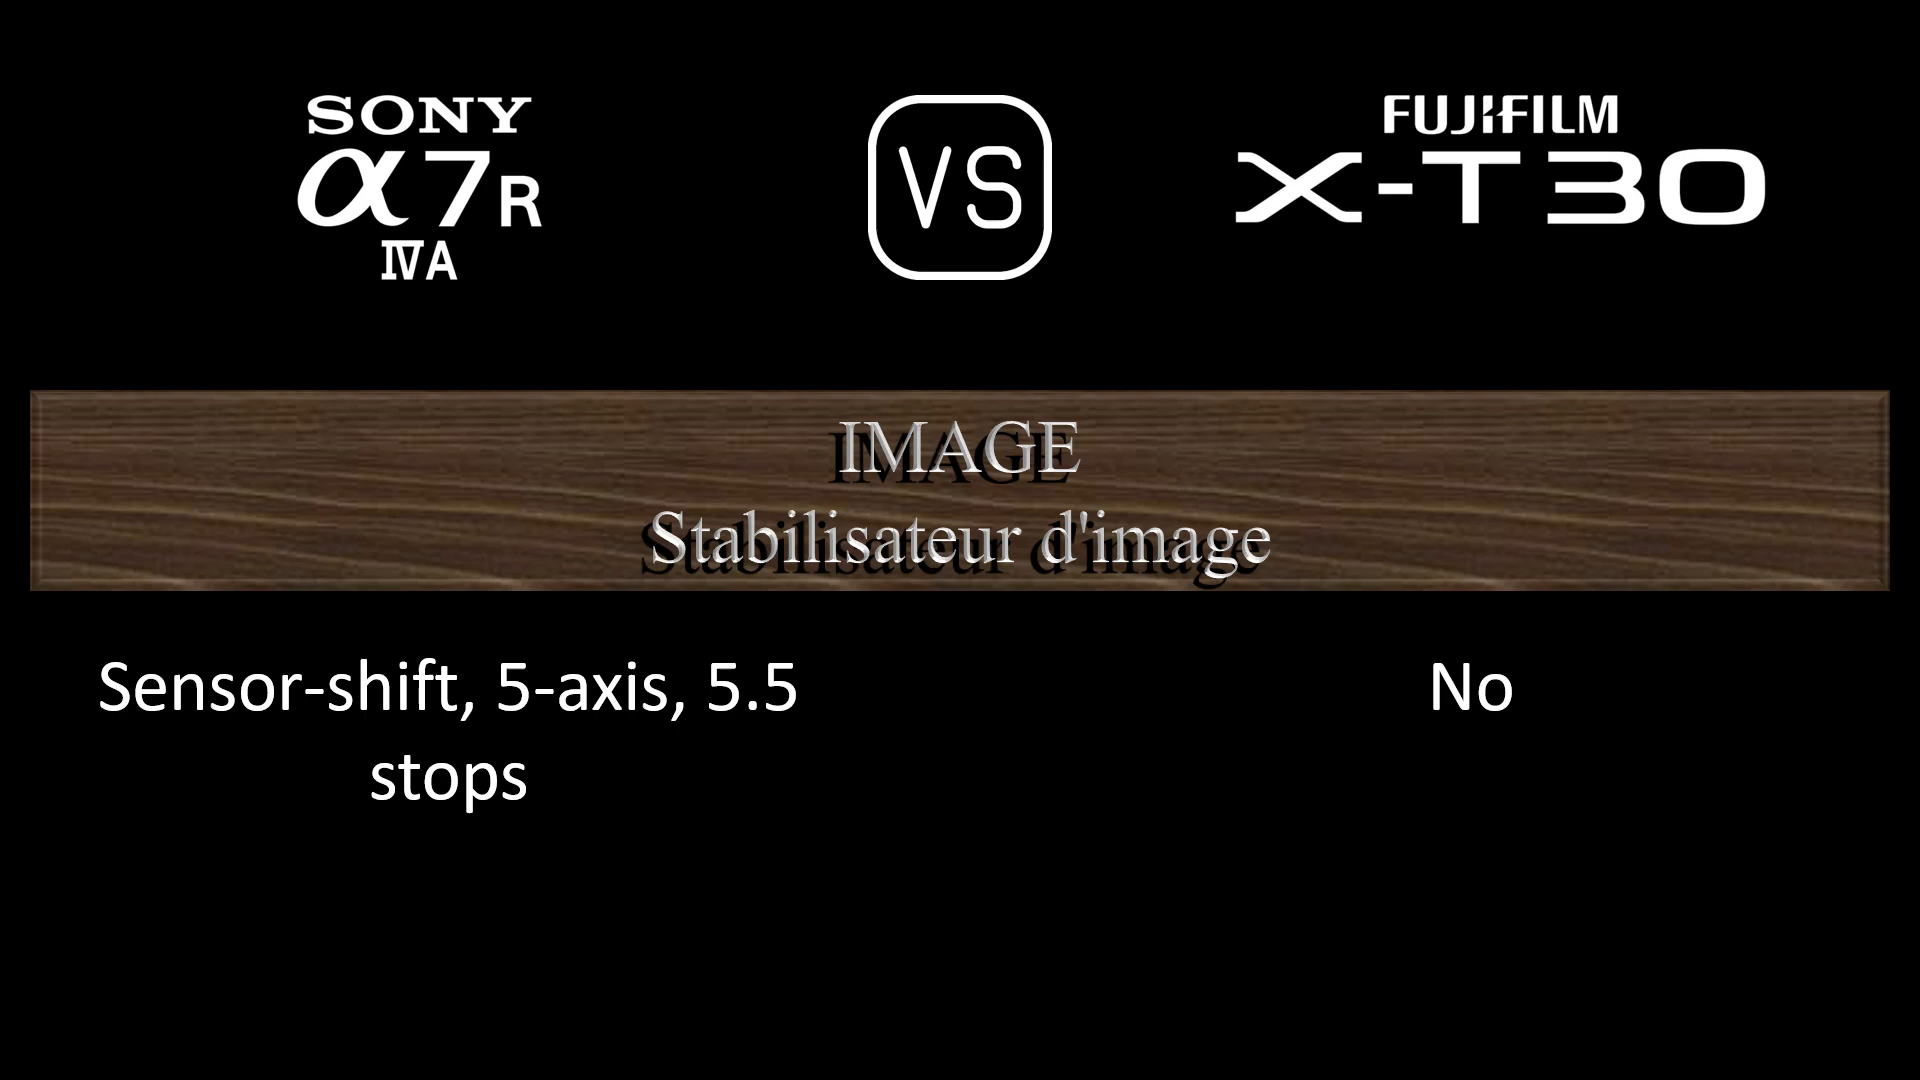 SONY
α7R
IVA
VS
FUJIFILM
X-T30
IMAGE
Stabilisateur d'image
Sensor-shift, 5-axis, 5.5
stops
No